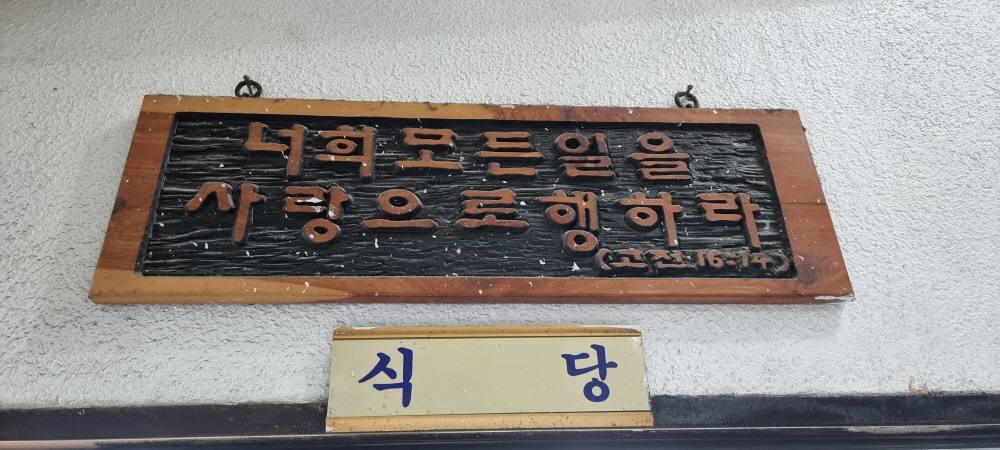 너희 모든 일을
사랑으로 행하라
(고전 16:14)
식 당